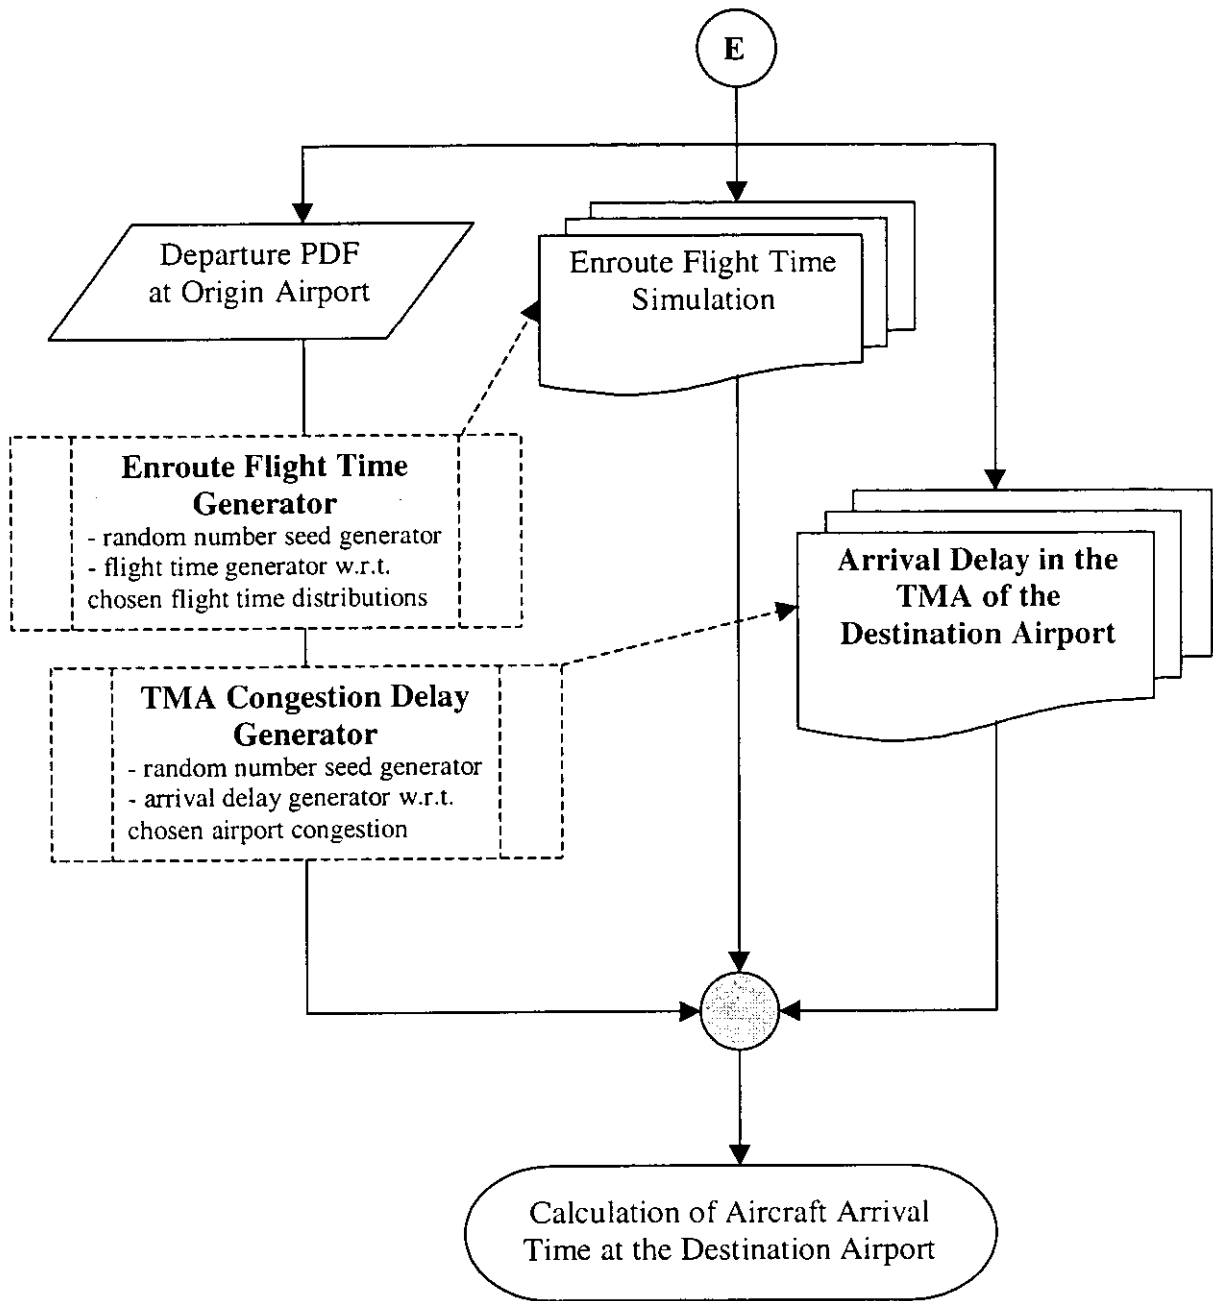 E
Departure PDF
at Origin Airport
Enroute Flight Time
Simulation
Enroute Flight Time
Generator
- random number seed generator
- flight time generator w.r.t.
chosen flight time distributions
Arrival Delay in the
TMA of the
Destination Airport
TMA Congestion Delay
Generator
- random number seed generator
- arrival delay generator w.r.t.
chosen airport congestion
Calculation of Aircraft Arrival
Time at the Destination Airport